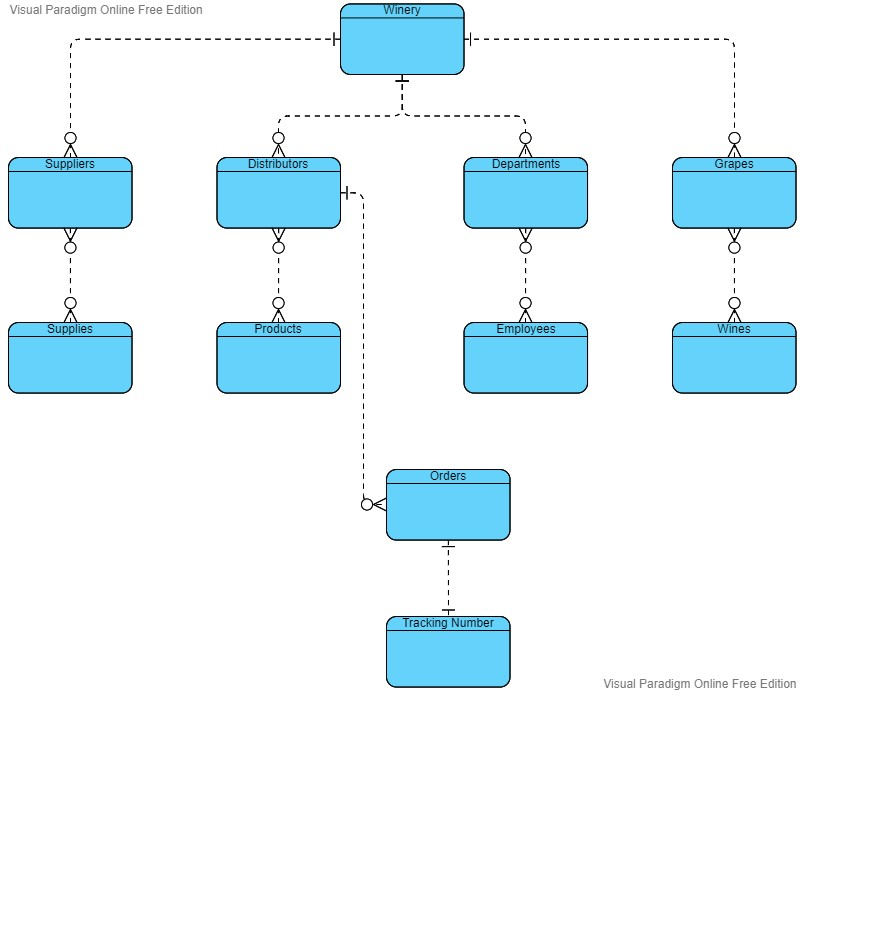 Visual Paradigm Online Free Edition
Winery
Suppliers
Distributors
Departments
Grapes
Supplies
Products
Employees
Wines
Orders
Tracking Number
Visual Paradigm Online Free Edition